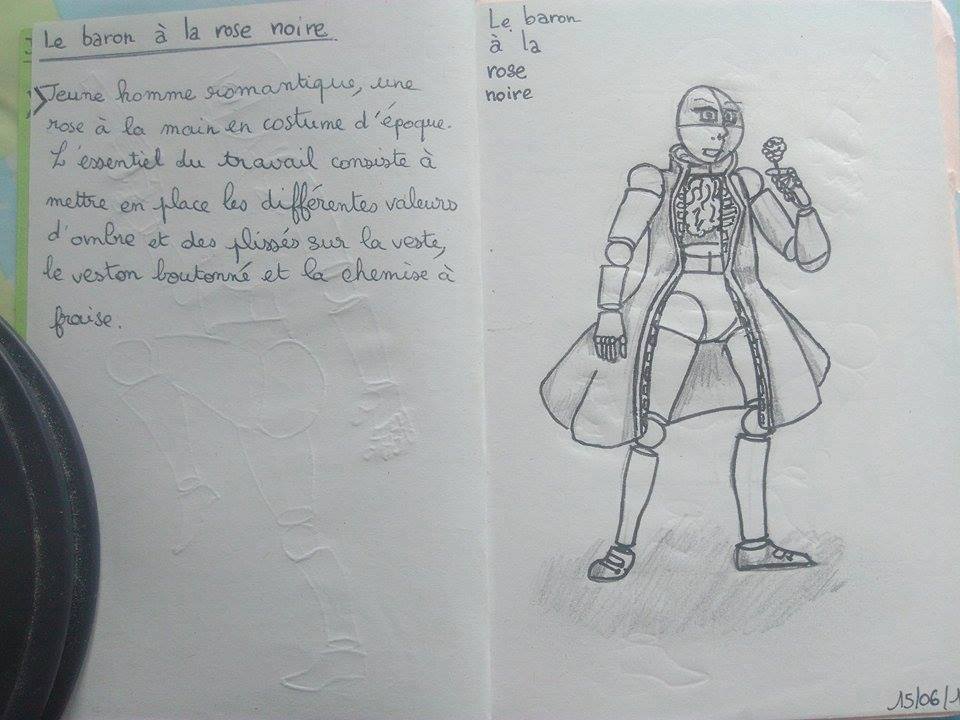 Le baron à la rose noire
Jeune homme romantique, une
rose à la main en costume d'époque.
L'essentiel du travail consiste à
mettre en place les différentes valeurs
d'ombre et des plissés sur la veste,
le veston boutonné et la chemise à
fraise.
Le baron
à la
rose
noire
15/06/1